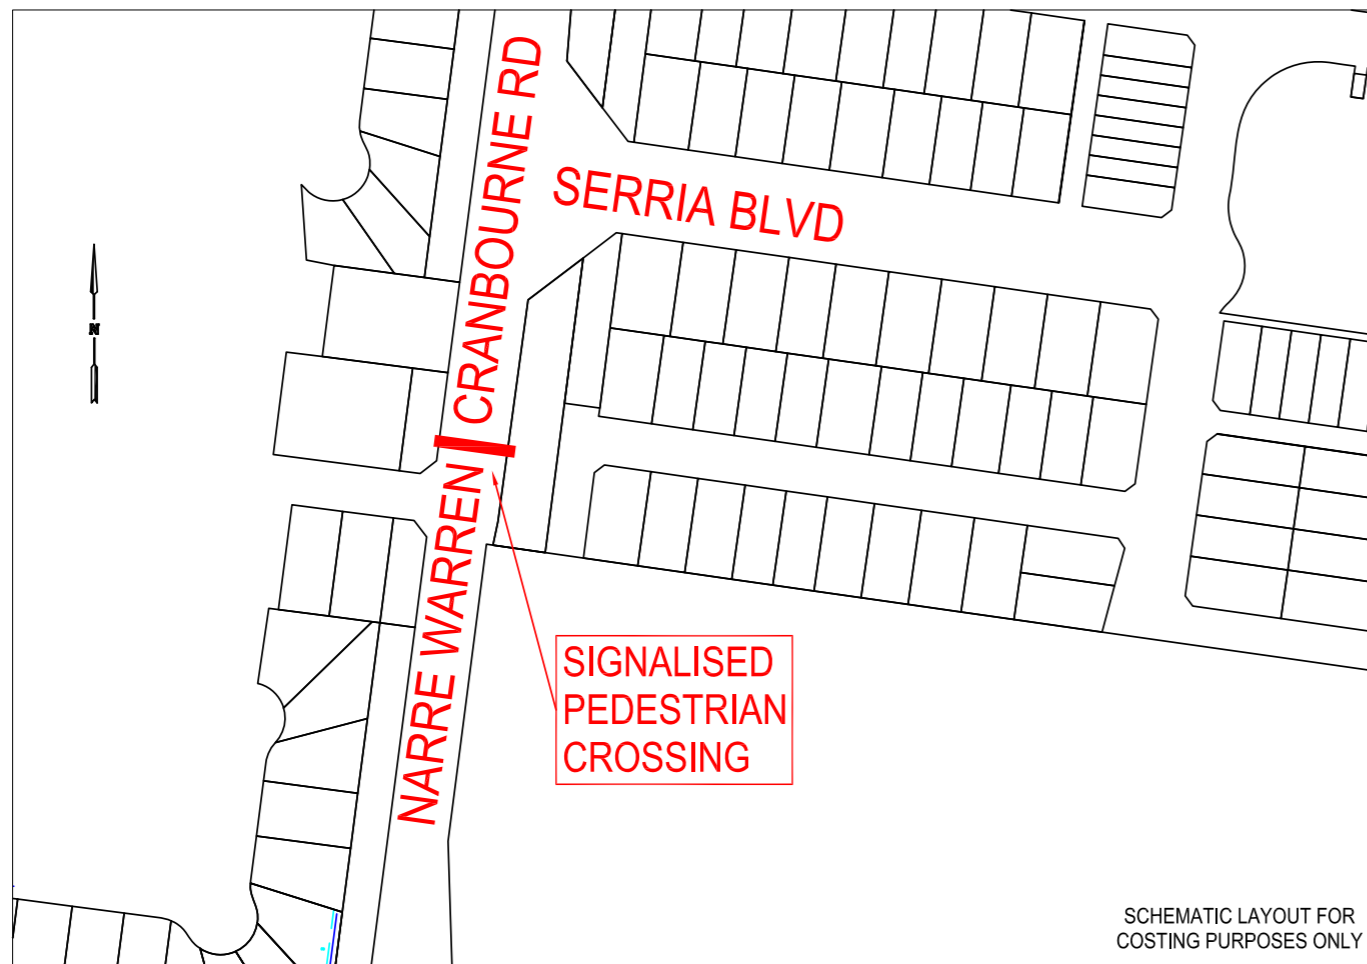 NARRE WARREN CRANBOURNE RD
SERRIA BLVD
N
SIGNALISED
PEDESTRIAN
CROSSING
SCHEMATIC LAYOUT FOR
COSTING PURPOSES ONLY